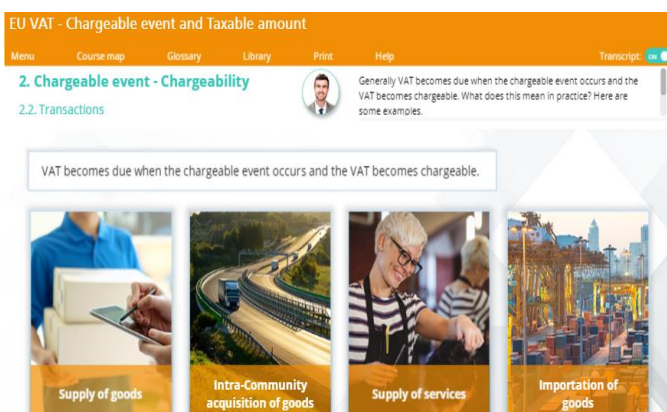 EU VAT - Chargeable event and Taxable amount
Menu Course map Glossary Library Print Help Transcript: ON
2. Chargeable event - Chargeability
2.2. Transactions
Generally VAT becomes due when the chargeable event occurs and the
VAT becomes chargeable. What does this mean in practice? Here are
some examples.
VAT becomes due when the chargeable event occurs and the VAT becomes chargeable.
Supply of goods
Intra-Community
acquisition of goods
Supply of services
Importation of
goods